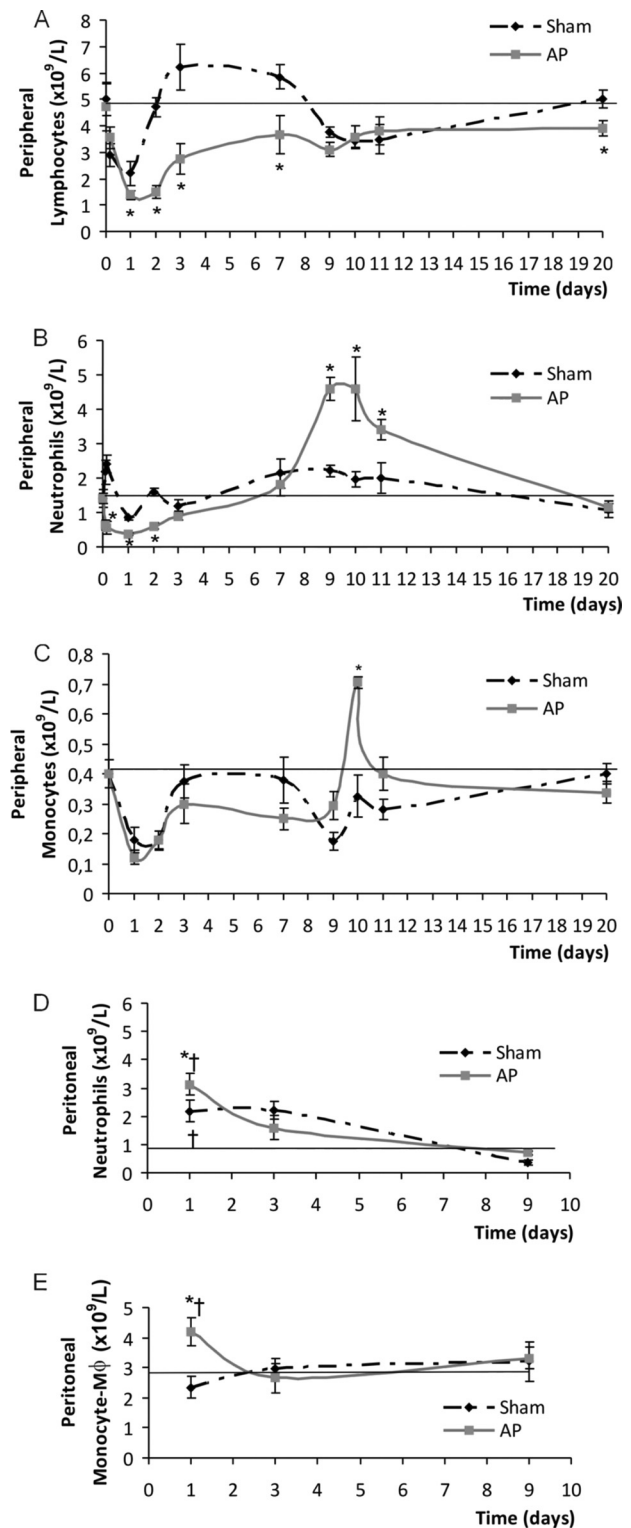 A
Peripheral
Lymphocytes (x10⁹/L)
8
7
6
5
4
3
2
1
0
Sham
AP
* * * * *
0 1 2 3 4 5 6 7 8 9 10 11 12 13 14 15 16 17 18 19 20
Time (days)
B
Peripheral
Neutrophils (x10⁹/L)
6
5
4
3
2
1
0
Sham
AP
* * * * * *
0 1 2 3 4 5 6 7 8 9 10 11 12 13 14 15 16 17 18 19 20
Time (days)
C
Peripheral
Monocytes (x10⁹/L)
0,8
0,7
0,6
0,5
0,4
0,3
0,2
0,1
0
Sham
AP
*
0 1 2 3 4 5 6 7 8 9 10 11 12 13 14 15 16 17 18 19 20
Time (days)
D
Peritoneal
Neutrophils (x10⁹/L)
6
5
4
3
2
1
0
Sham
AP
*†
†
0 1 2 3 4 5 6 7 8 9 10
Time (days)
E
Peritoneal
Monocyte-Mϕ (x10⁹/L)
5
4
3
2
1
0
Sham
AP
*†
0 1 2 3 4 5 6 7 8 9 10
Time (days)